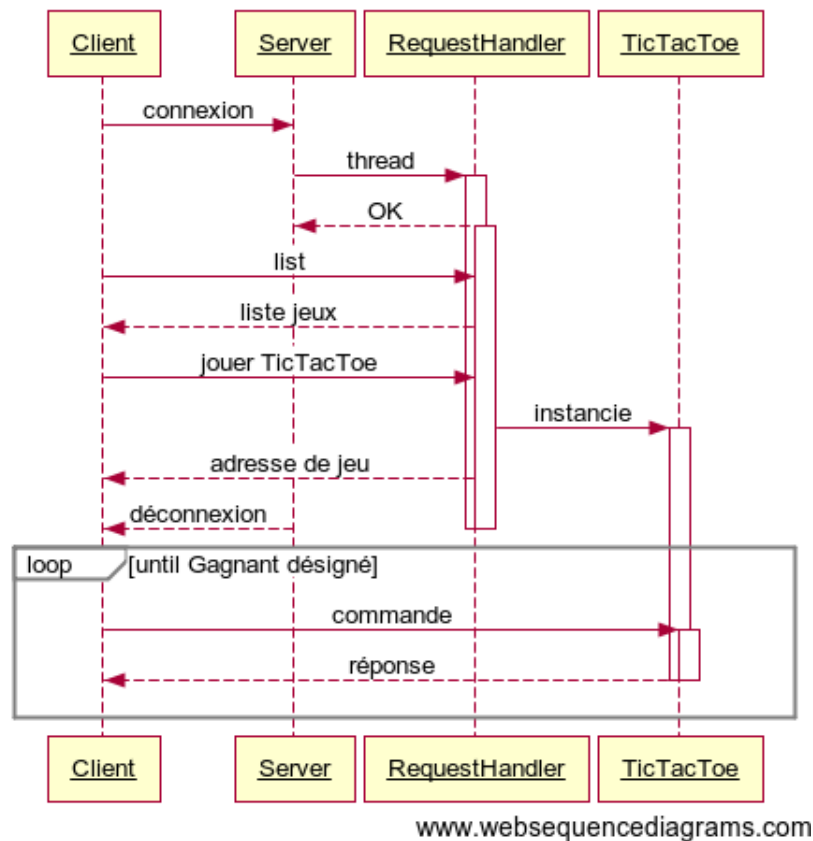 Client Server RequestHandler TicTacToe
connexion
thread
OK
list
liste jeux
jouer TicTacToe
instancie
adresse de jeu
déconnexion
loop [until Gagnant désigné]
commande
réponse
Client Server RequestHandler TicTacToe
www.websequencediagrams.com